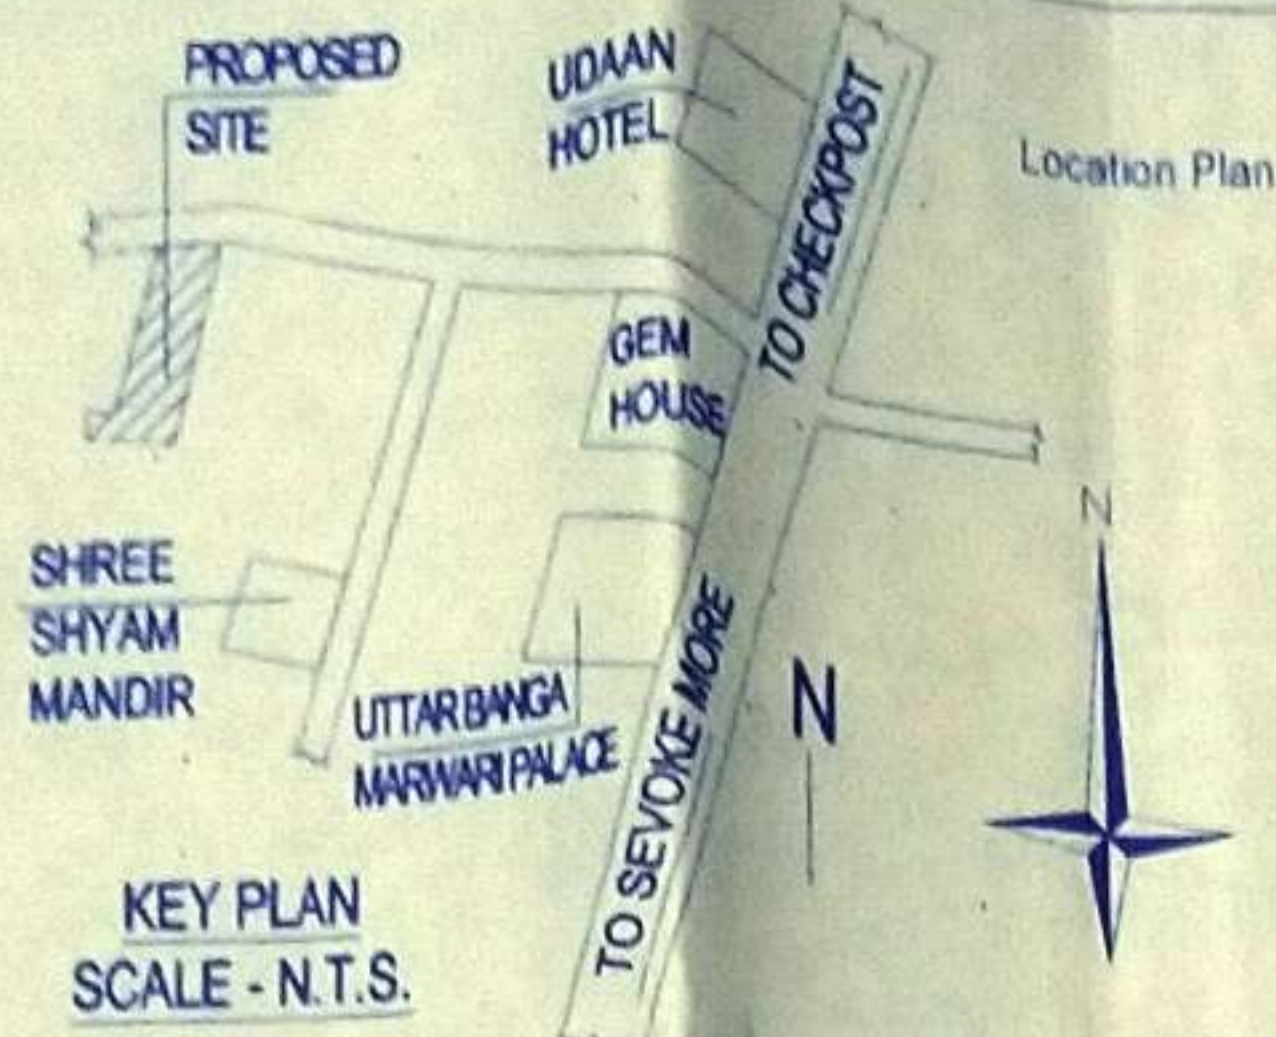 PROPOSED
SITE
UDAAN
HOTEL
TO CHECKPOST
Location Plan
GEM
HOUSE
N
SHREE
SHYAM
MANDIR
UTTAR BANGA
MARWARI PALACE
TO SEVOKE MORE
N
KEY PLAN
SCALE - N.T.S.